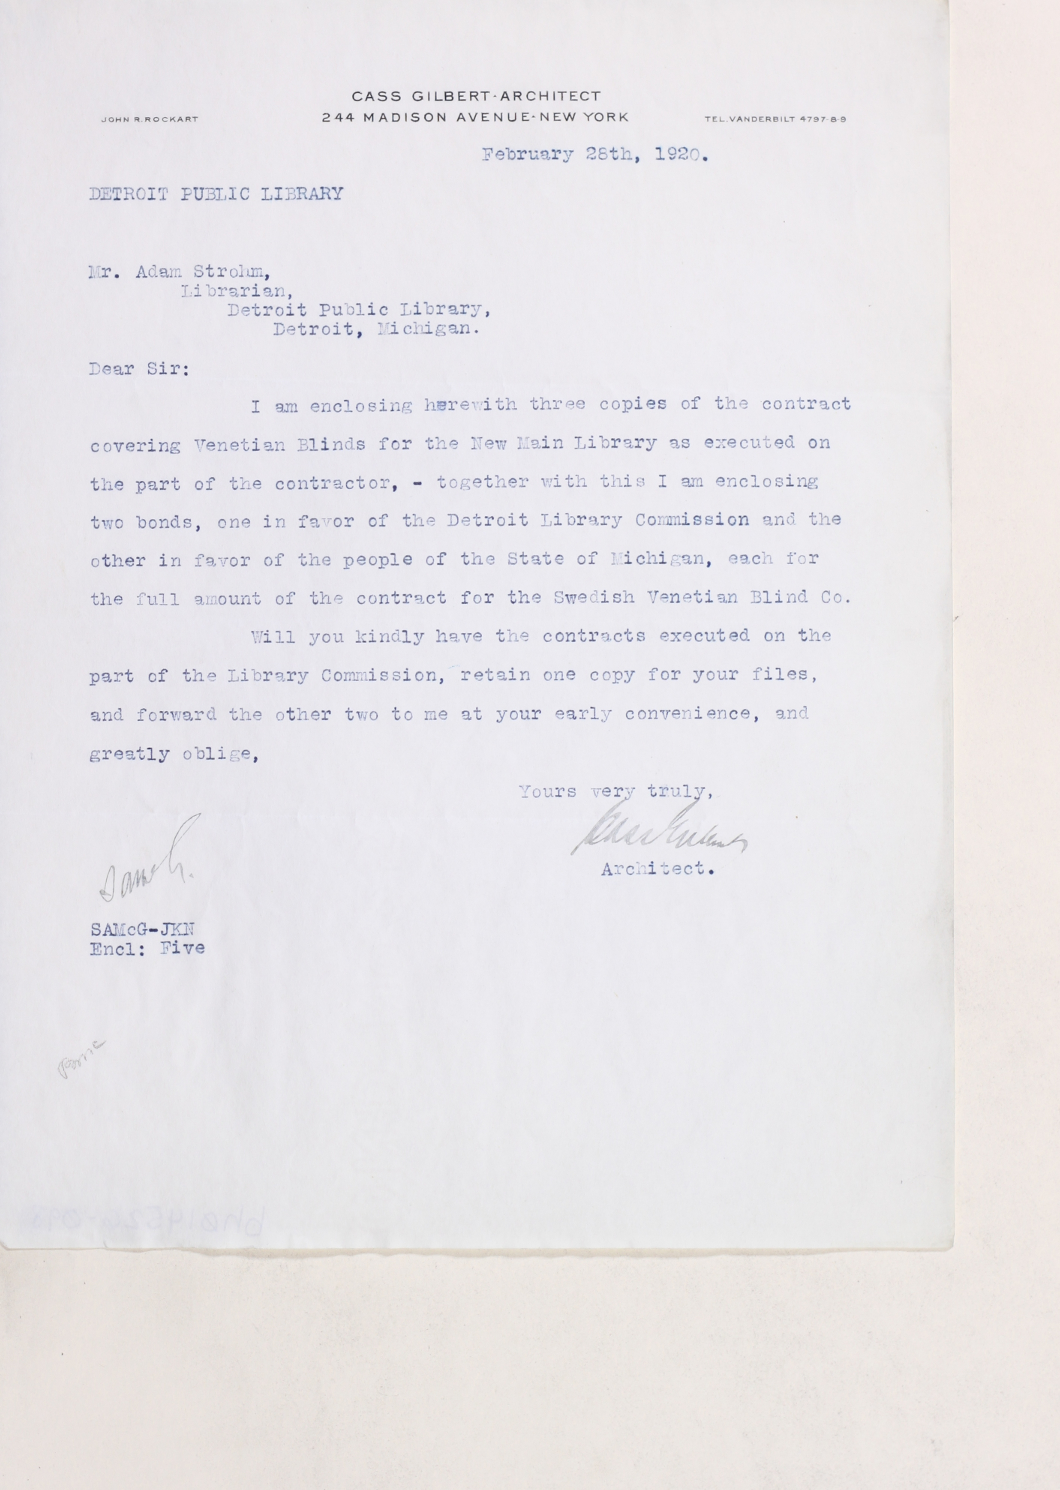 CASS GILBERT·ARCHITECT
JOHN R. ROCKART 244 MADISON AVENUE·NEW YORK TEL. VANDERBILT 4797-8-9
February 28th, 1920.
DETROIT PUBLIC LIBRARY
Mr. Adam Strohm,
Librarian,
Detroit Public Library,
Detroit, Michigan.
Dear Sir:
I am enclosing herewith three copies of the contract
covering Venetian Blinds for the New Main Library as executed on
the part of the contractor, - together with this I am enclosing
two bonds, one in favor of the Detroit Library Commission and the
other in favor of the people of the State of Michigan, each for
the full amount of the contract for the Swedish Venetian Blind Co.
Will you kindly have the contracts executed on the
part of the Library Commission, retain one copy for your files,
and forward the other two to me at your early convenience, and
greatly oblige,
Yours very truly,
Cass Gilbert
Architect.
SAMcG-JKN
Encl: Five